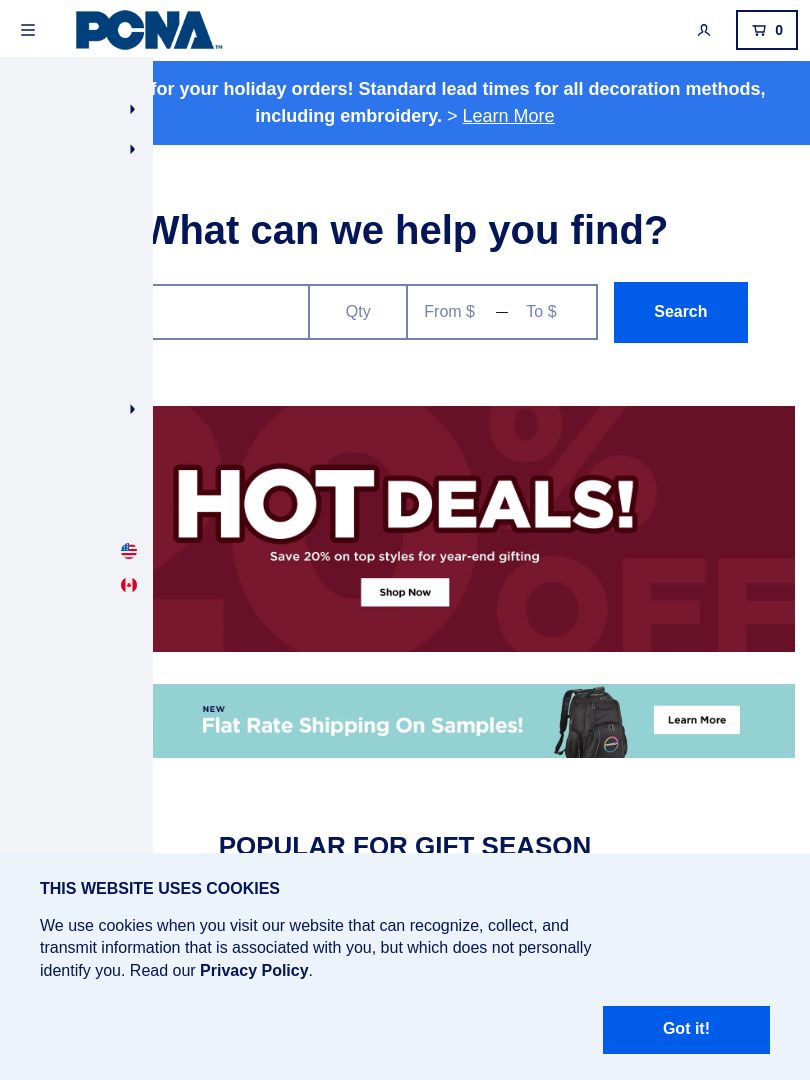 PCNA™
0
for your holiday orders! Standard lead times for all decoration methods,
including embroidery. > Learn More
What can we help you find?
Qty
From $ — To $
Search
20%
OFF
HOT DEALS!
Save 20% on top styles for year-end gifting
Shop Now
NEW
Flat Rate Shipping On Samples!
Learn More
POPULAR FOR GIFT SEASON
THIS WEBSITE USES COOKIES
We use cookies when you visit our website that can recognize, collect, and
transmit information that is associated with you, but which does not personally
identify you. Read our Privacy Policy.
Got it!